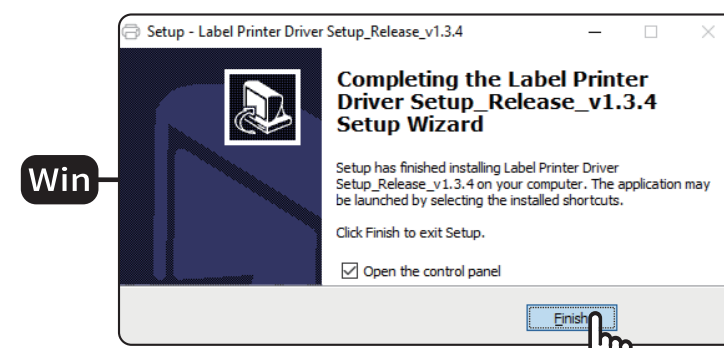 Setup - Label Printer Driver Setup_Release_v1.3.4
Completing the Label Printer
Driver Setup_Release_v1.3.4
Setup Wizard
Win
Setup has finished installing Label Printer Driver
Setup_Release_v1.3.4 on your computer. The application may
be launched by selecting the installed shortcuts.
Click Finish to exit Setup.
Open the control panel
Finish